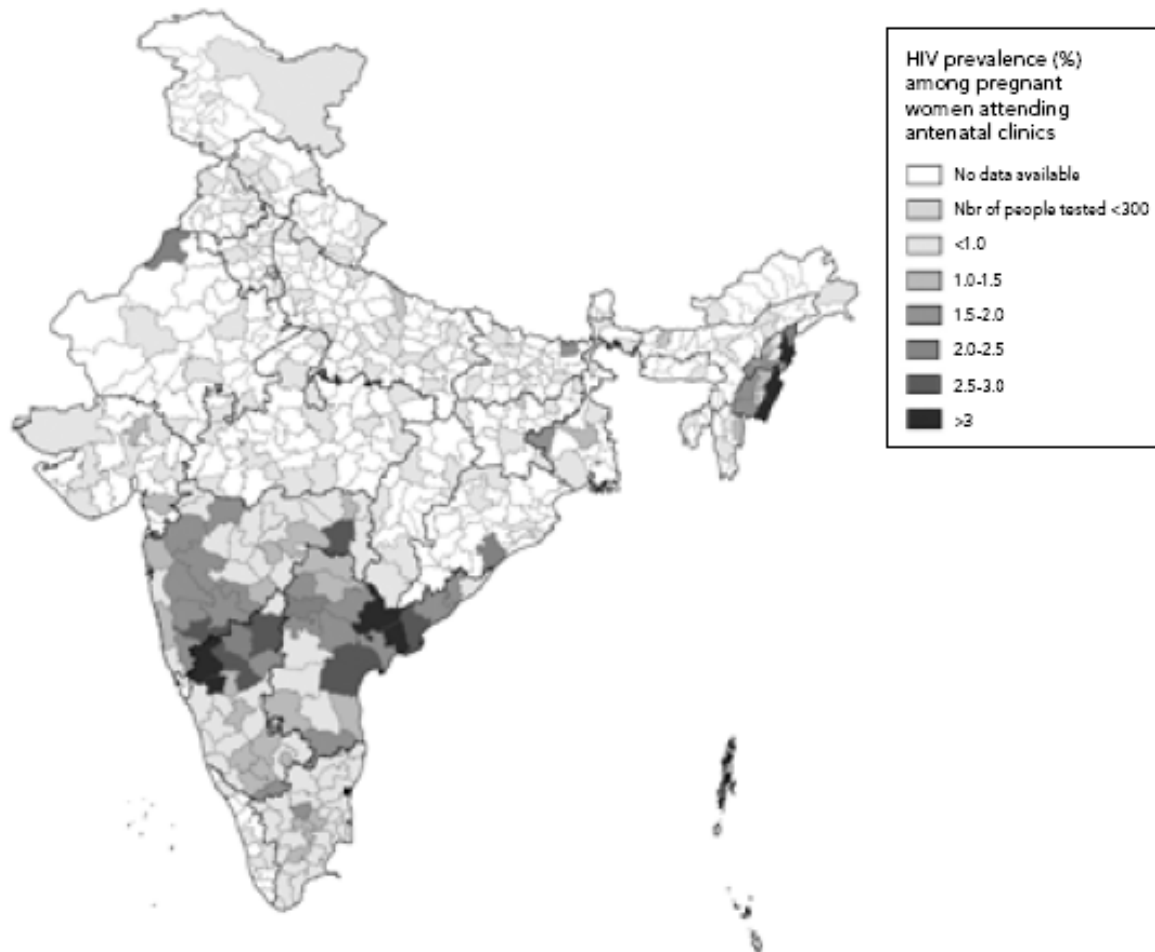 HIV prevalence (%)
among pregnant
women attending
antenatal clinics
No data available
Nbr of people tested <300
<1.0
1.0-1.5
1.5-2.0
2.0-2.5
2.5-3.0
>3